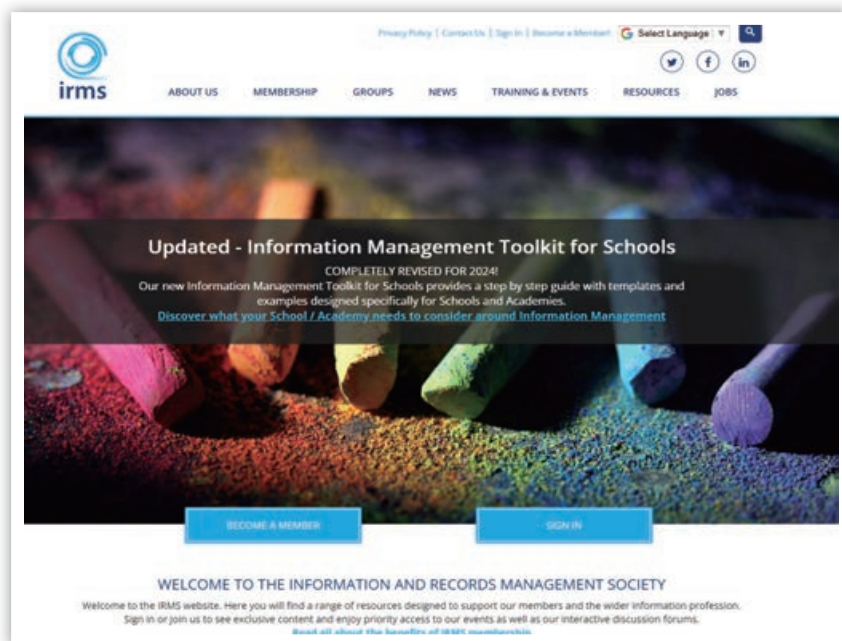 Privacy Policy | Contact Us | Sign In | Become a Member!
Select Language
irms
ABOUT US MEMBERSHIP GROUPS NEWS TRAINING & EVENTS RESOURCES JOBS
Updated - Information Management Toolkit for Schools
COMPLETELY REVISED FOR 2024!
Our new Information Management Toolkit for Schools provides a step by step guide with templates and
examples designed specifically for Schools and Academies.
Discover what your School / Academy needs to consider around Information Management
BECOME A MEMBER
SIGN IN
WELCOME TO THE INFORMATION AND RECORDS MANAGEMENT SOCIETY
Welcome to the IRMS website. Here you will find a range of resources designed to support our members and the wider information profession.
Sign in or join us to see exclusive content and enjoy priority access to our events as well as our interactive discussion forums.
Read all about the benefits of IRMS membership